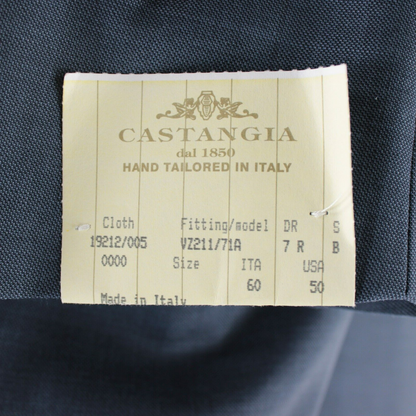 CASTANGIA
dal 1850
HAND TAILORED IN ITALY
Cloth Fitting/model DR S
19212/005 VZ211/71A 7 R B
0000 Size ITA USA
60 50
Made in Italy